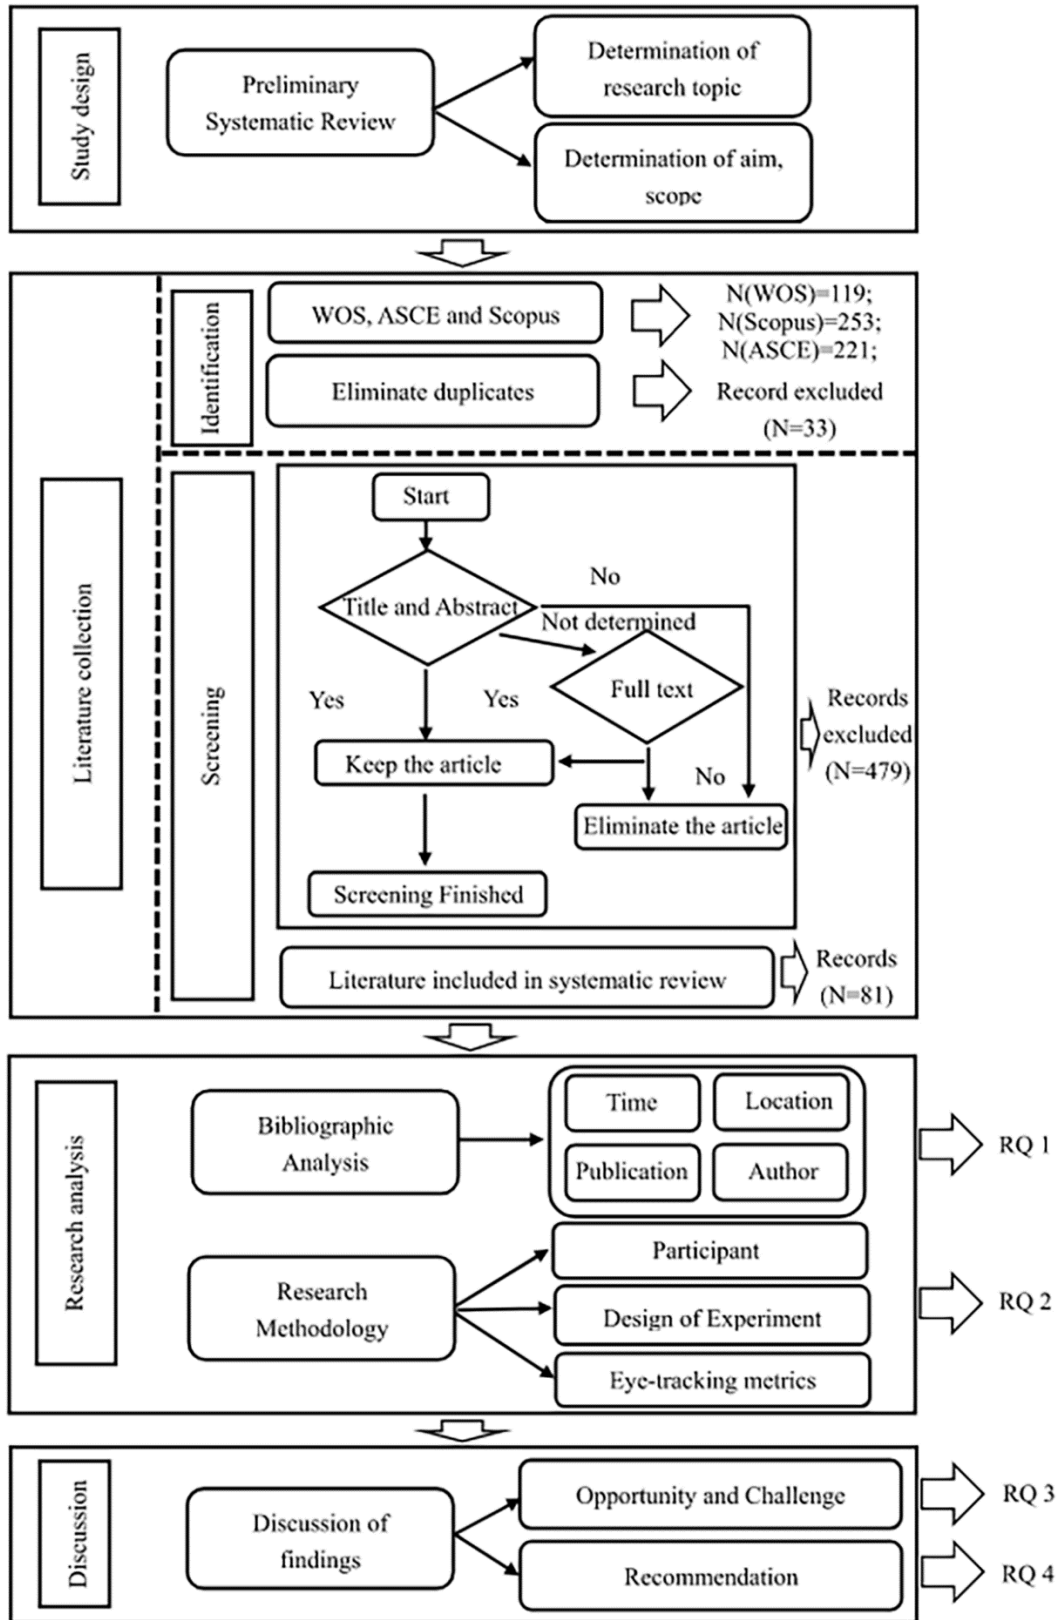 Study design
Preliminary
Systematic Review
Determination of
research topic
Determination of aim,
scope
Literature collection
Identification
WOS, ASCE and Scopus
N(WOS)=119;
N(Scopus)=253;
N(ASCE)=221;
Eliminate duplicates
Record excluded
(N=33)
Screening
Start
Title and Abstract
No
Not determined
Full text
Yes
Yes
Keep the article
No
Eliminate the article
Screening Finished
Records
excluded
(N=479)
Literature included in systematic review
Records
(N=81)
Research analysis
Bibliographic
Analysis
Time
Location
Publication
Author
RQ 1
Research
Methodology
Participant
Design of Experiment
Eye-tracking metrics
RQ 2
Discussion
Discussion of
findings
Opportunity and Challenge
RQ 3
Recommendation
RQ 4